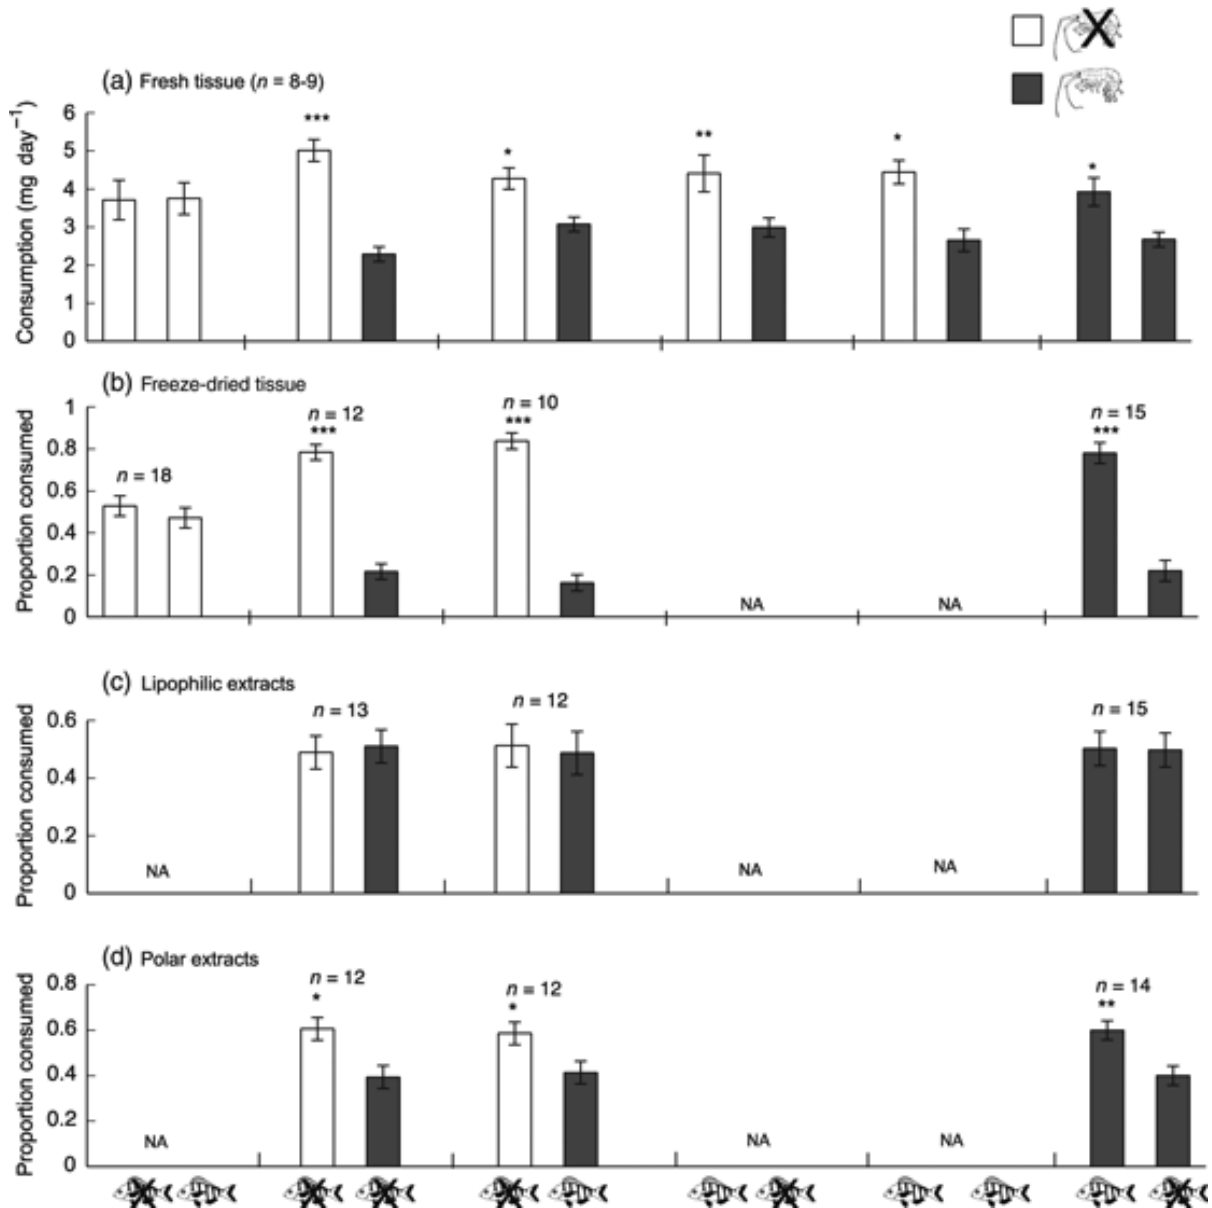 (a) Fresh tissue (n = 8-9)
Consumption (mg day−1)
6
5
4
3
2
1
0
***
*
**
*
*
(b) Freeze-dried tissue
Proportion consumed
1
0.8
0.6
0.4
0.2
0
n = 18
n = 12
***
n = 10
***
NA
NA
n = 15
***
(c) Lipophilic extracts
Proportion consumed
0.6
0.4
0.2
0
NA
n = 13
n = 12
NA
NA
n = 15
(d) Polar extracts
Proportion consumed
0.8
0.6
0.4
0.2
0
NA
n = 12
*
n = 12
*
NA
NA
n = 14
**